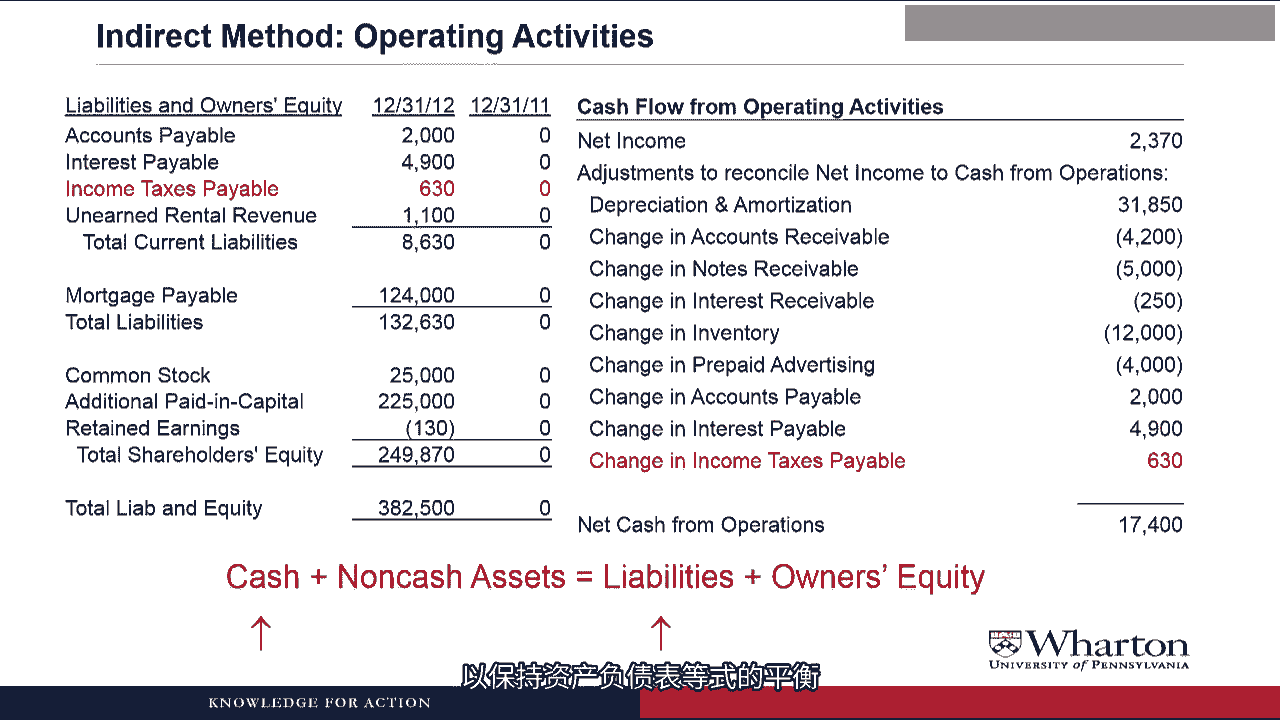 Indirect Method: Operating Activities
Liabilities and Owners' Equity 12/31/12 12/31/11
Accounts Payable 2,000 0
Interest Payable 4,900 0
Income Taxes Payable 630 0
Unearned Rental Revenue 1,100 0
Total Current Liabilities 8,630 0
Mortgage Payable 124,000 0
Total Liabilities 132,630 0
Common Stock 25,000 0
Additional Paid-in-Capital 225,000 0
Retained Earnings (130) 0
Total Shareholders' Equity 249,870 0
Total Liab and Equity 382,500 0
Cash Flow from Operating Activities
Net Income 2,370
Adjustments to reconcile Net Income to Cash from Operations:
Depreciation & Amortization 31,850
Change in Accounts Receivable (4,200)
Change in Notes Receivable (5,000)
Change in Interest Receivable (250)
Change in Inventory (12,000)
Change in Prepaid Advertising (4,000)
Change in Accounts Payable 2,000
Change in Interest Payable 4,900
Change in Income Taxes Payable 630
Net Cash from Operations 17,400
Cash + Noncash Assets = Liabilities + Owners' Equity
↑ ↑
Wharton
UNIVERSITY of PENNSYLVANIA
以保持资产负债表等式的平衡
KNOWLEDGE FOR ACTION